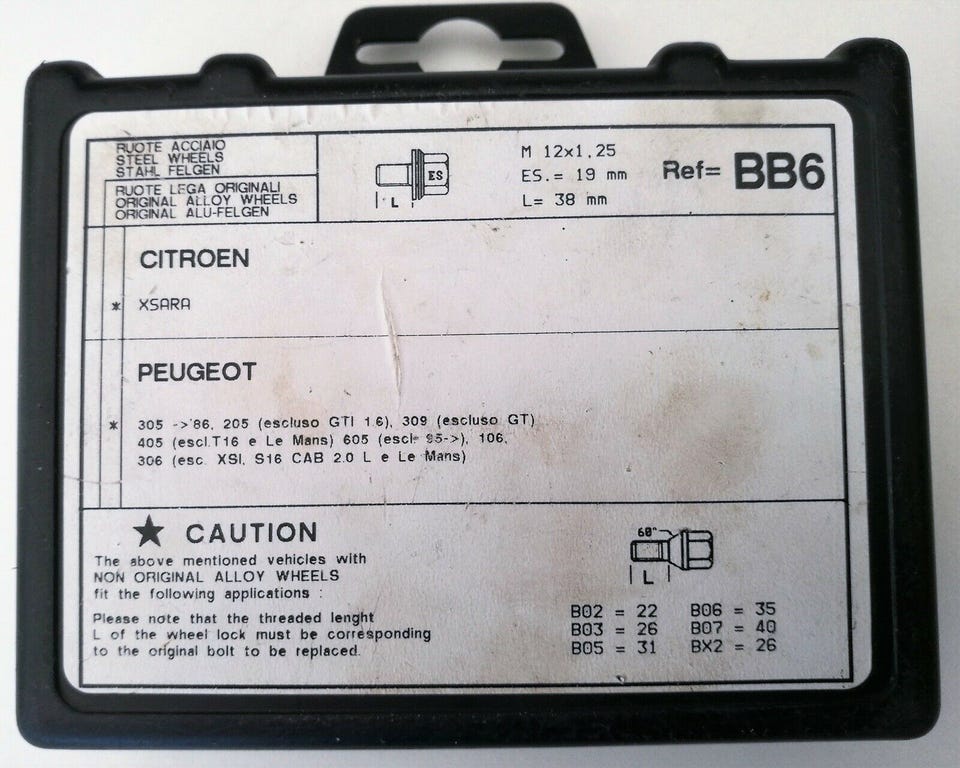 RUOTE ACCIAIO
STEEL WHEELS
STAHL FELGEN
RUOTE LEGA ORIGINALI
ORIGINAL ALLOY WHEELS
ORIGINAL ALU-FELGEN
ES
L
M 12x1,25
ES.= 19 mm
L= 38 mm
Ref= BB6
CITROEN
* XSARA
PEUGEOT
* 305 ->'86, 205 (escluso GTI 1.6), 309 (escluso GT)
405 (escl.T16 e Le Mans) 605 (escl. 95->), 106,
306 (esc. XSI, S16 CAB 2.0 L e Le Mans)
★ CAUTION
The above mentioned vehicles with
NON ORIGINAL ALLOY WHEELS
fit the following applications :
Please note that the threaded lenght
L of the wheel lock must be corresponding
to the original bolt to be replaced.
60°
L
B02 = 22 B06 = 35
B03 = 26 B07 = 40
B05 = 31 BX2 = 26